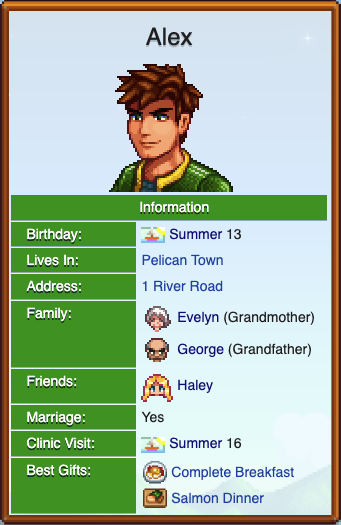 Alex
Information
Birthday: Summer 13
Lives In: Pelican Town
Address: 1 River Road
Family: Evelyn (Grandmother)
George (Grandfather)
Friends: Haley
Marriage: Yes
Clinic Visit: Summer 16
Best Gifts: Complete Breakfast
Salmon Dinner